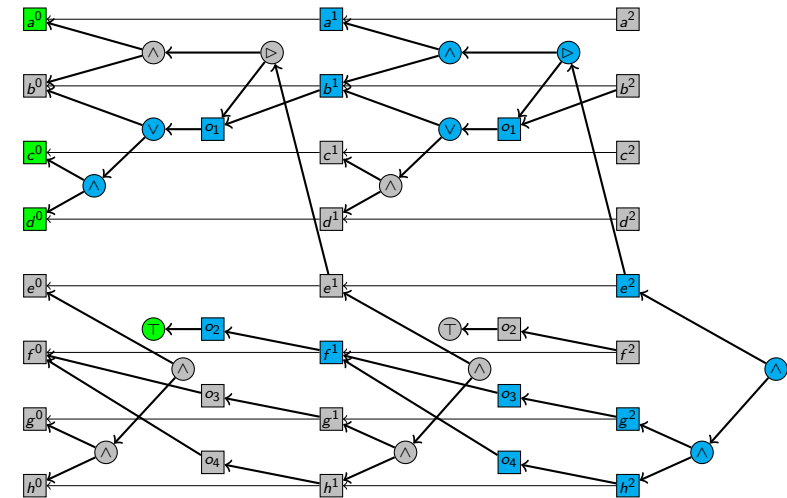 a⁰ a¹ a²
∧ ▷ ∧ ▷
b⁰ b¹ b²
∨ o₁ ∨ o₁
c⁰ c¹ c²
∧ ∧
d⁰ d¹ d²
e⁰ e¹ e²
⊤ o₂ ⊤ o₂
f⁰ f¹ f²
∧ ∧ ∧
o₃ o₃
g⁰ g¹ g²
∧ ∧ ∧
o₄ o₄
h⁰ h¹ h²